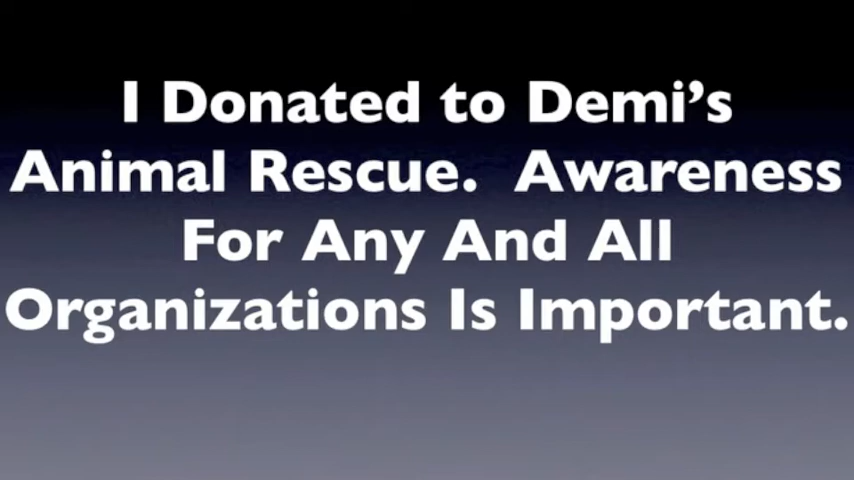 I Donated to Demi’s
Animal Rescue.  Awareness
For Any And All
Organizations Is Important.